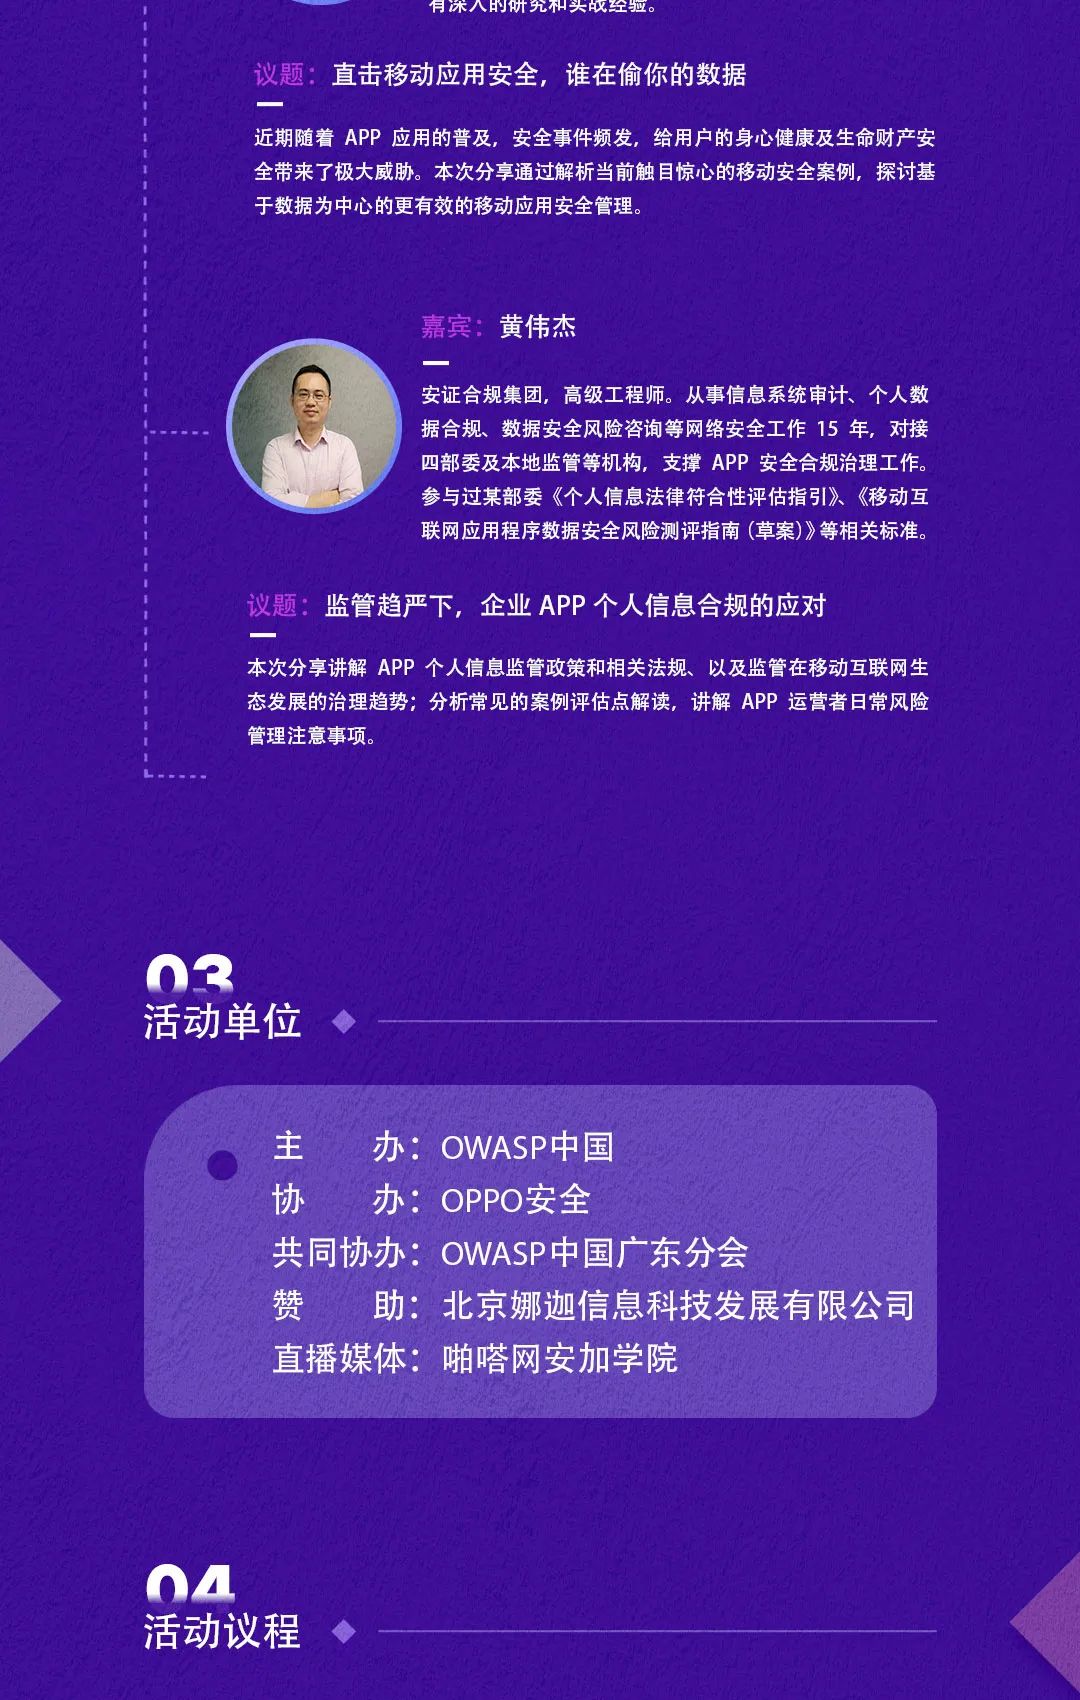 有深入的研究和实战经验。
议题：直击移动应用安全，谁在偷你的数据
近期随着 APP 应用的普及，安全事件频发，给用户的身心健康及生命财产安
全带来了极大威胁。本次分享通过解析当前触目惊心的移动安全案例，探讨基
于数据为中心的更有效的移动应用安全管理。
嘉宾：黄伟杰
安证合规集团，高级工程师。从事信息系统审计、个人数
据合规、数据安全风险咨询等网络安全工作 15 年，对接
四部委及本地监管等机构，支撑 APP 安全合规治理工作。
参与过某部委《个人信息法律符合性评估指引》、《移动互
联网应用程序数据安全风险测评指南（草案）》等相关标准。
议题：监管趋严下，企业 APP 个人信息合规的应对
本次分享讲解 APP 个人信息监管政策和相关法规、以及监管在移动互联网生
态发展的治理趋势；分析常见的案例评估点解读，讲解 APP 运营者日常风险
管理注意事项。
03
活动单位
主 办：OWASP中国
协 办：OPPO安全
共同协办：OWASP中国广东分会
赞 助：北京娜迦信息科技发展有限公司
直播媒体：啪嗒网安加学院
04
活动议程